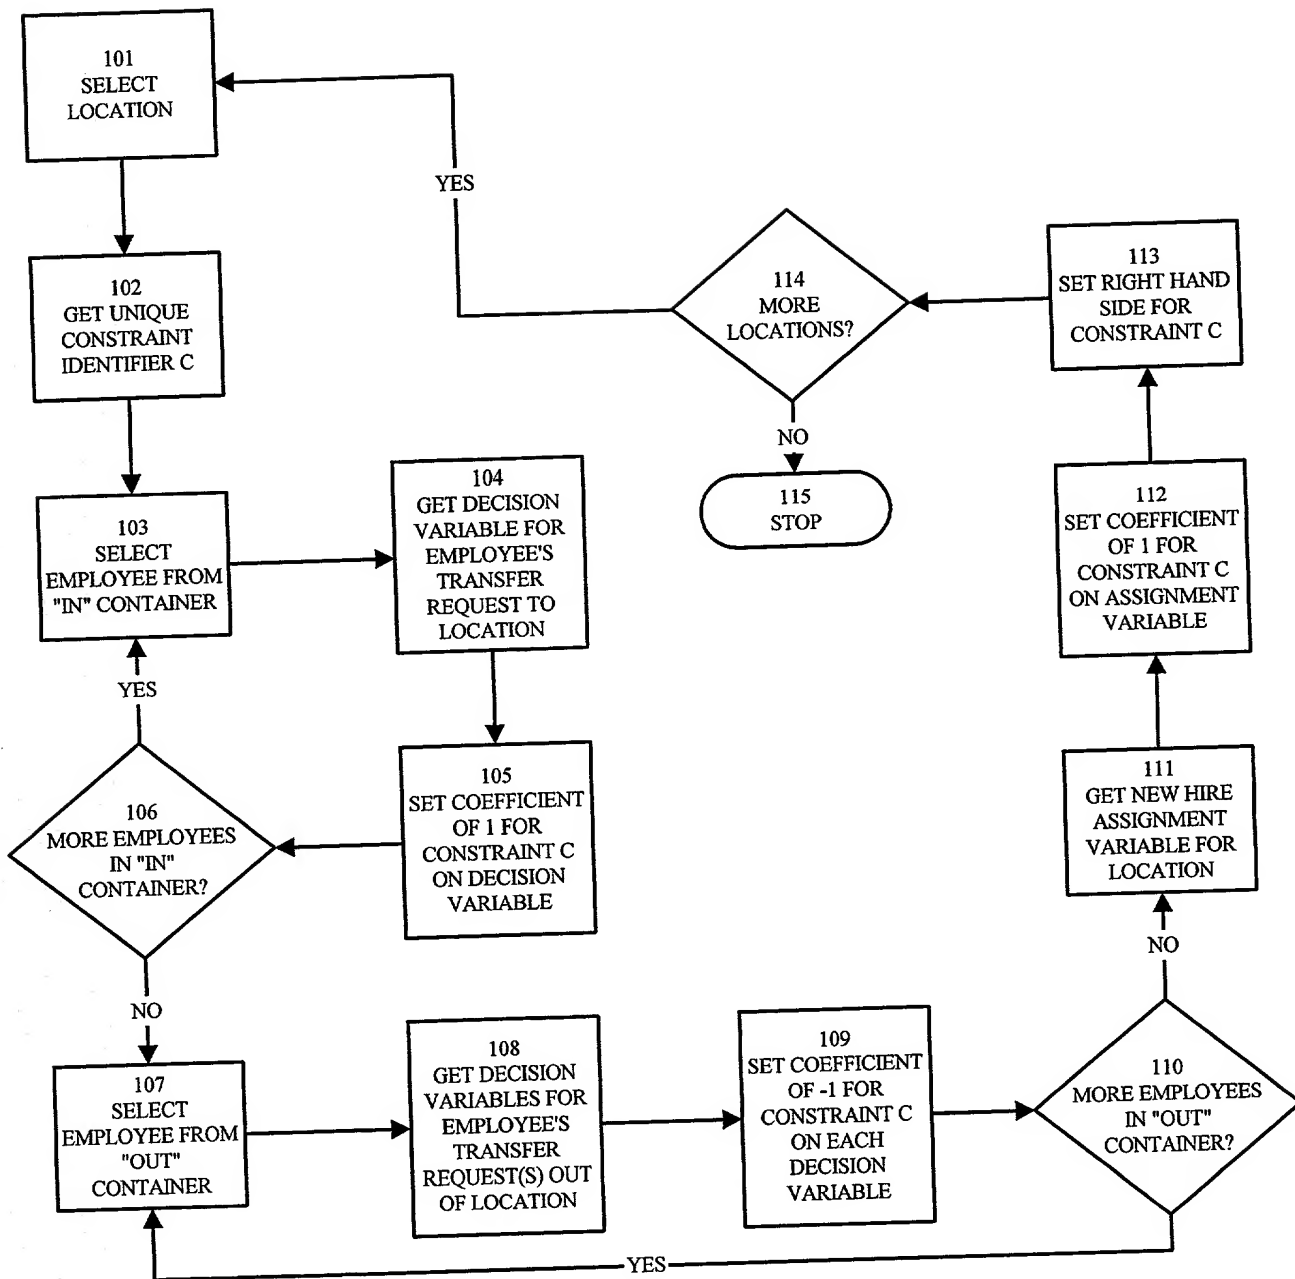 101
SELECT
LOCATION
YES
102
GET UNIQUE
CONSTRAINT
IDENTIFIER C
114
MORE
LOCATIONS?
113
SET RIGHT HAND
SIDE FOR
CONSTRAINT C
NO
115
STOP
103
SELECT
EMPLOYEE FROM
"IN" CONTAINER
104
GET DECISION
VARIABLE FOR
EMPLOYEE'S
TRANSFER
REQUEST TO
LOCATION
112
SET COEFFICIENT
OF 1 FOR
CONSTRAINT C
ON ASSIGNMENT
VARIABLE
YES
106
MORE EMPLOYEES
IN "IN"
CONTAINER?
105
SET COEFFICIENT
OF 1 FOR
CONSTRAINT C
ON DECISION
VARIABLE
111
GET NEW HIRE
ASSIGNMENT
VARIABLE FOR
LOCATION
NO
NO
107
SELECT
EMPLOYEE FROM
"OUT"
CONTAINER
108
GET DECISION
VARIABLES FOR
EMPLOYEE'S
TRANSFER
REQUEST(S) OUT
OF LOCATION
109
SET COEFFICIENT
OF -1 FOR
CONSTRAINT C
ON EACH
DECISION
VARIABLE
110
MORE EMPLOYEES
IN "OUT"
CONTAINER?
YES